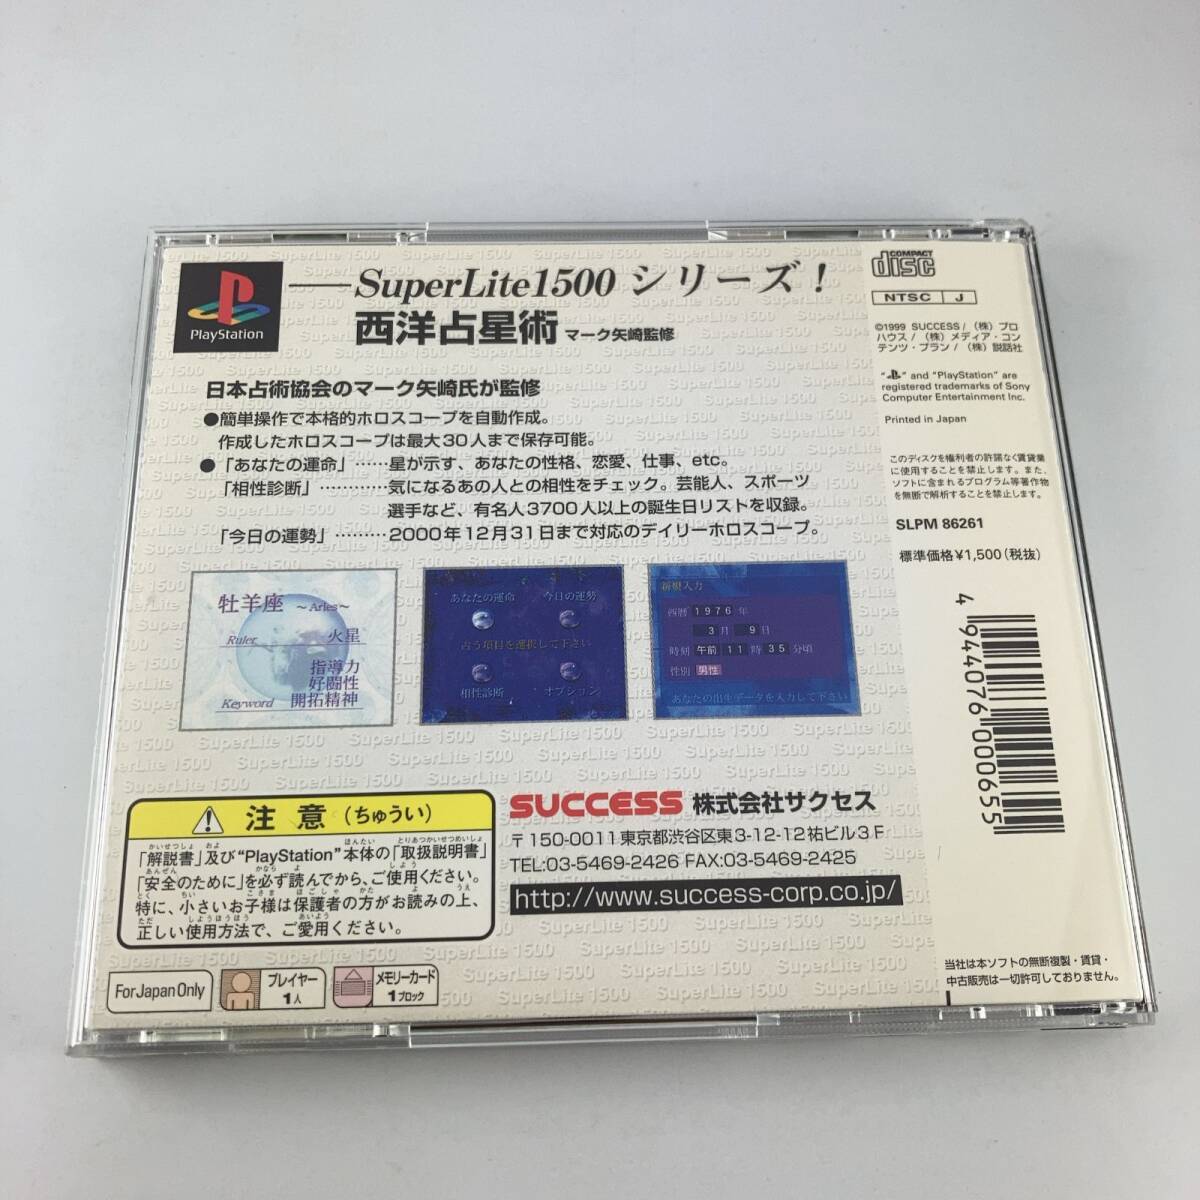 PlayStation
SuperLite1500 シリーズ!
西洋占星術 マーク矢崎監修
日本占術協会のマーク矢崎氏が監修
●簡単操作で本格的ホロスコープを自動作成。
作成したホロスコープは最大30人まで保存可能。
●「あなたの運命」……星が示す、あなたの性格、恋愛、仕事、etc.
「相性診断」…………気になるあの人との相性をチェック。芸能人、スポーツ
選手など、有名人3700人以上の誕生日リストを収録。
「今日の運勢」………2000年12月31日まで対応のデイリーホロスコープ。
牡羊座 ～Aries～
Ruler 火星
指導力
好闘性
Keyword 開拓精神
あなたの運命 今日の運勢
占う項目を選択して下さい
相性診断 オプション
新規入力
西暦 1976 年
3 月 9 日
時刻 午前 11 時 35 分頃
性別 男性
あなたの出生データを入力して下さい
注意(ちゅうい)
「解説書」及び"PlayStation"本体の「取扱説明書」
「安全のために」を必ず読んでから、ご使用ください。
特に、小さいお子様は保護者の方がお読みの上、
正しい使用方法で、ご愛用ください。
For Japan Only
プレイヤー
1人
メモリーカード
1ブロック
SUCCESS 株式会社サクセス
〒150-0011 東京都渋谷区東3-12-12祐ビル3F
TEL:03-5469-2426 FAX:03-5469-2425
http://www.success-corp.co.jp/
COMPACT
disc
NTSC J
©1999 SUCCESS/(株)プロ
ハウス/(株)メディア・コン
テンツ・プラン/(株)説話社
"PS" and "PlayStation" are
registered trademarks of Sony
Computer Entertainment Inc.
Printed in Japan
このディスクを権利者の許諾なく賃貸業
に使用することを禁止します。また、
ソフトに含まれるプログラム等著作物
を無断で解析することを禁止します。
SLPM 86261
標準価格¥1,500(税抜)
4 944076 000655
当社は本ソフトの無断複製・賃貸・
中古販売は一切許可しておりません。